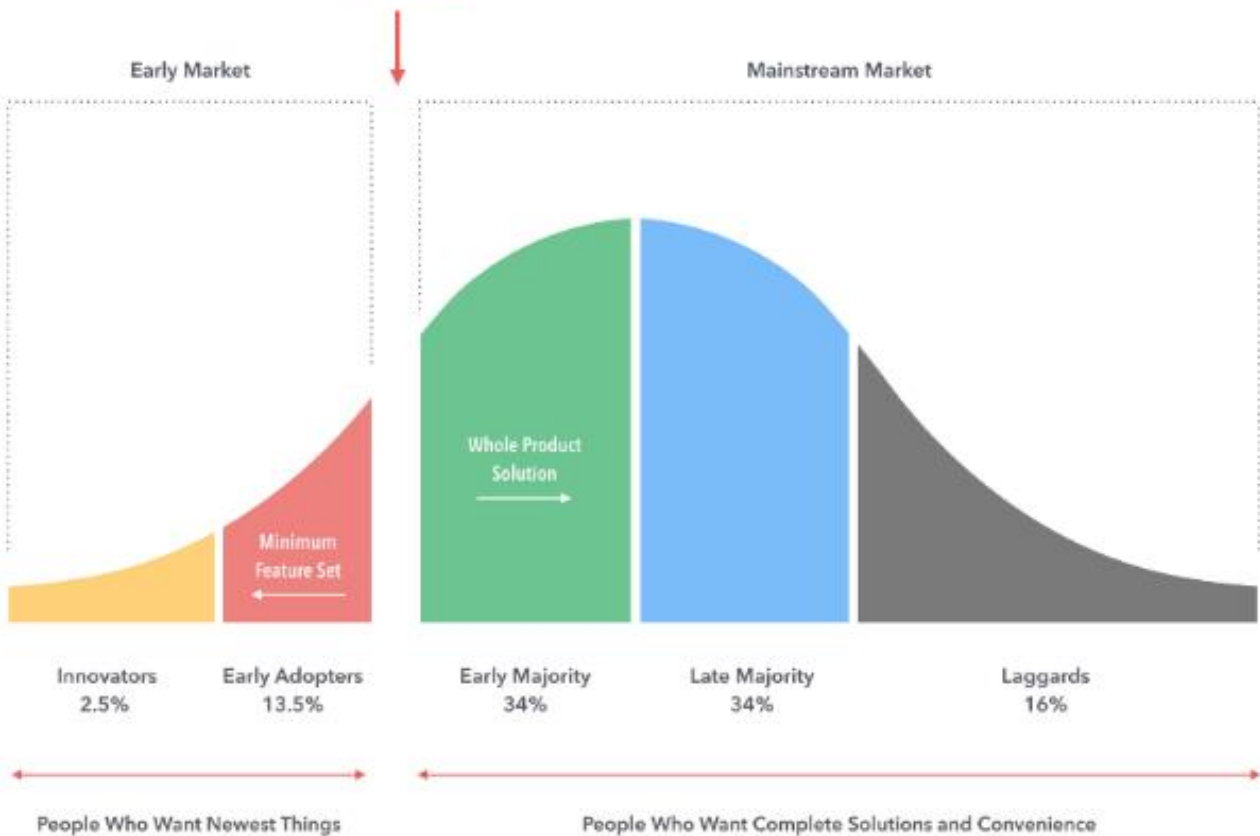 Early Market
Mainstream Market
Whole Product
Solution
Minimum
Feature Set
Innovators
2.5%
Early Adopters
13.5%
Early Majority
34%
Late Majority
34%
Laggards
16%
People Who Want Newest Things
People Who Want Complete Solutions and Convenience